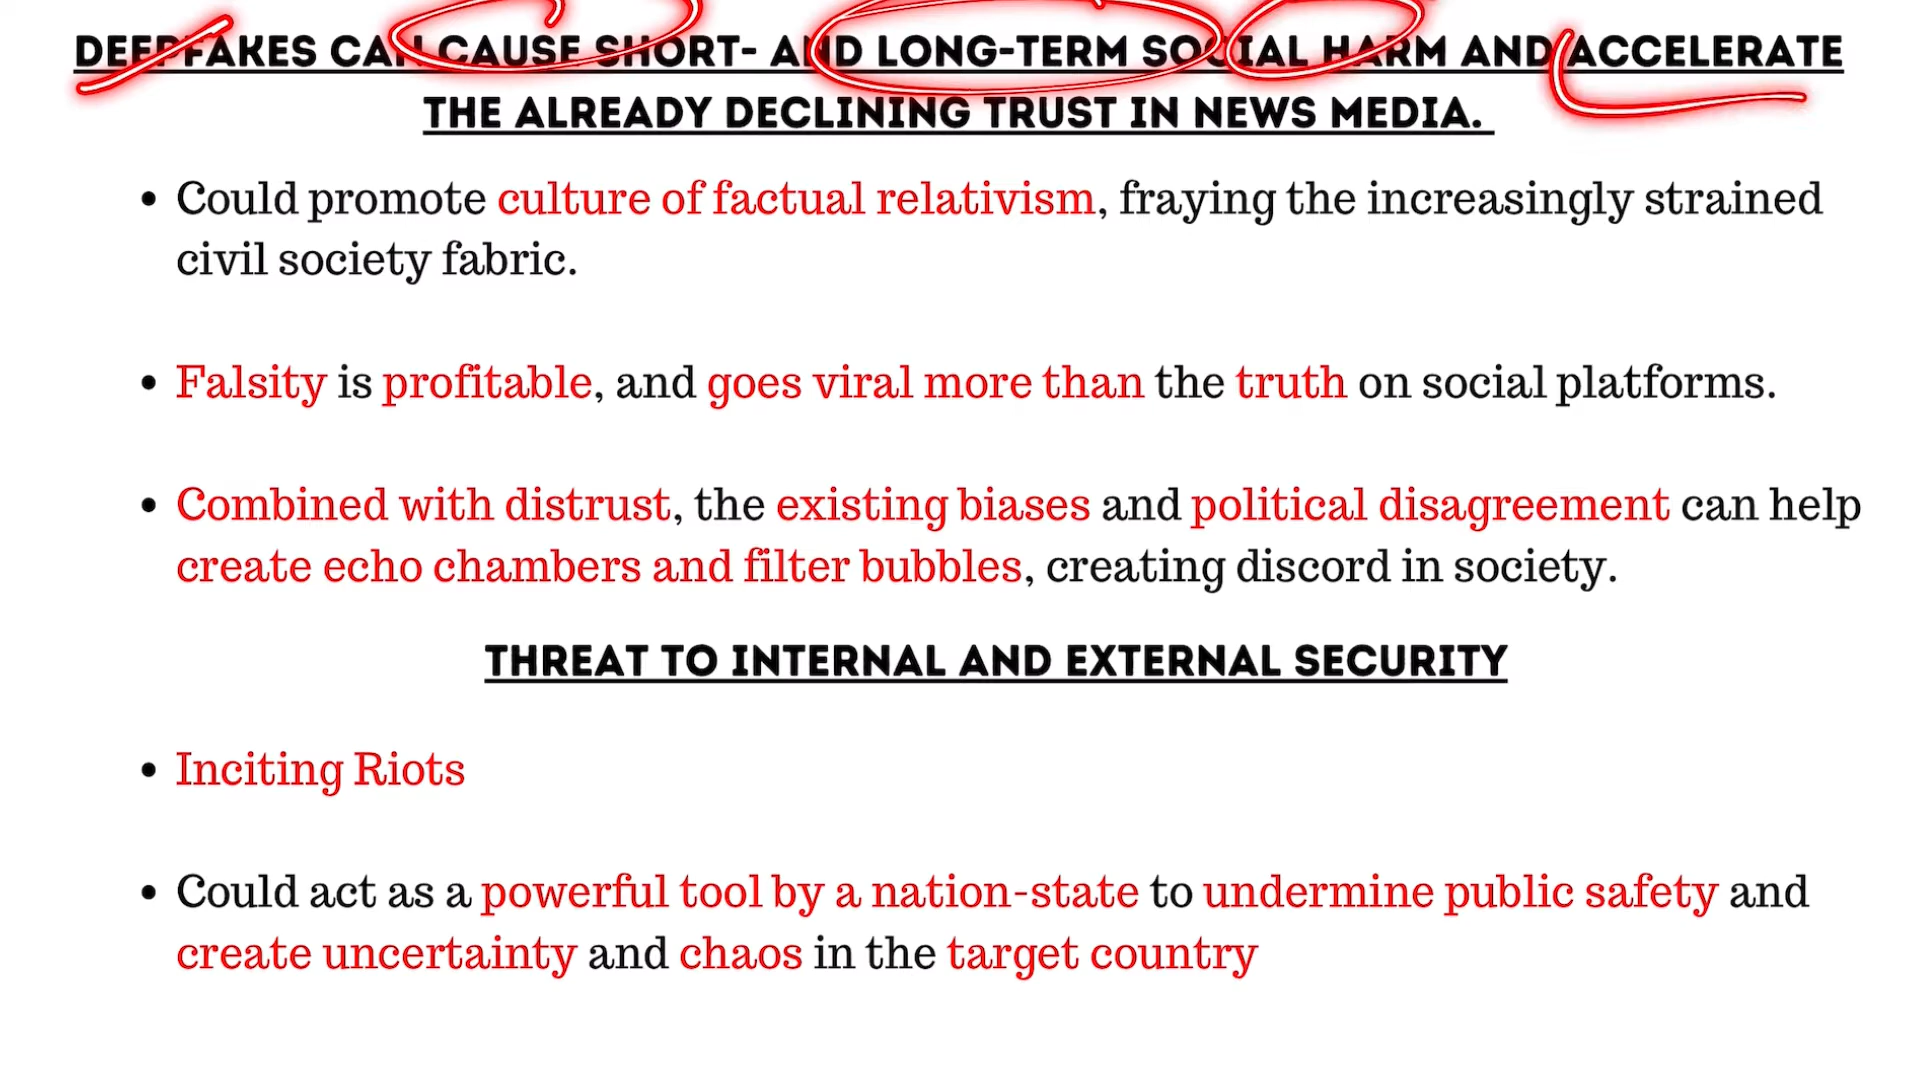 DEEPFAKES CAN CAUSE SHORT- AND LONG-TERM SOCIAL HARM AND ACCELERATE
THE ALREADY DECLINING TRUST IN NEWS MEDIA.
• Could promote culture of factual relativism, fraying the increasingly strained
civil society fabric.
• Falsity is profitable, and goes viral more than the truth on social platforms.
• Combined with distrust, the existing biases and political disagreement can help
create echo chambers and filter bubbles, creating discord in society.
THREAT TO INTERNAL AND EXTERNAL SECURITY
• Inciting Riots
• Could act as a powerful tool by a nation-state to undermine public safety and
create uncertainty and chaos in the target country